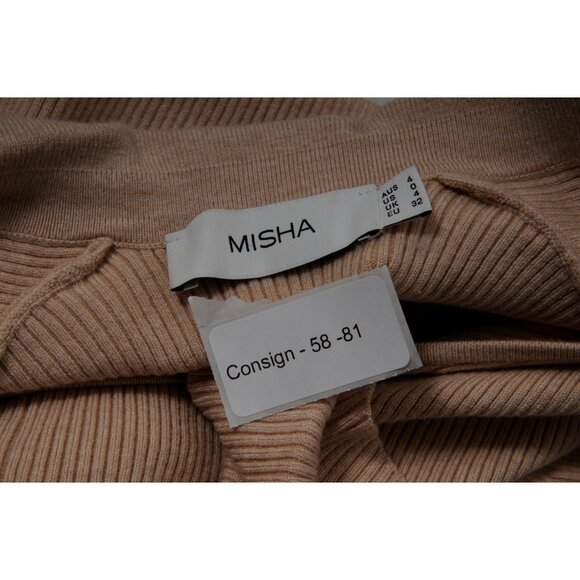 MISHA
AUS 4
US 0
UK 4
EU 32
Consign - 58 -81